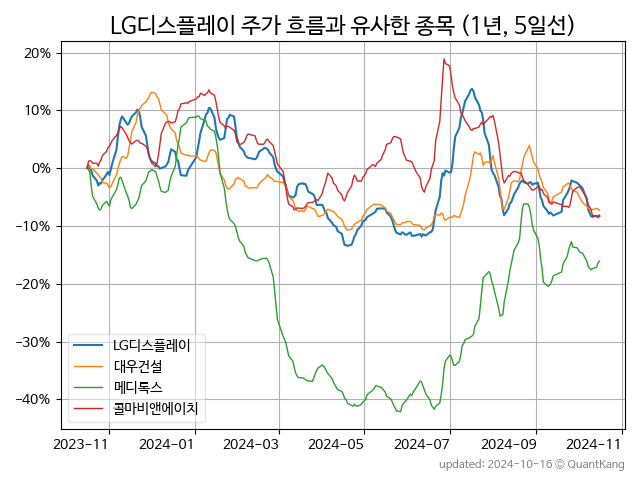 LG디스플레이 주가 흐름과 유사한 종목 (1년, 5일선)
20%
10%
0%
−10%
−20%
−30%
−40%
LG디스플레이
대우건설
메디톡스
콜마비앤에이치
2023-11
2024-01
2024-03
2024-05
2024-07
2024-09
2024-11
updated: 2024-10-16 © QuantKang